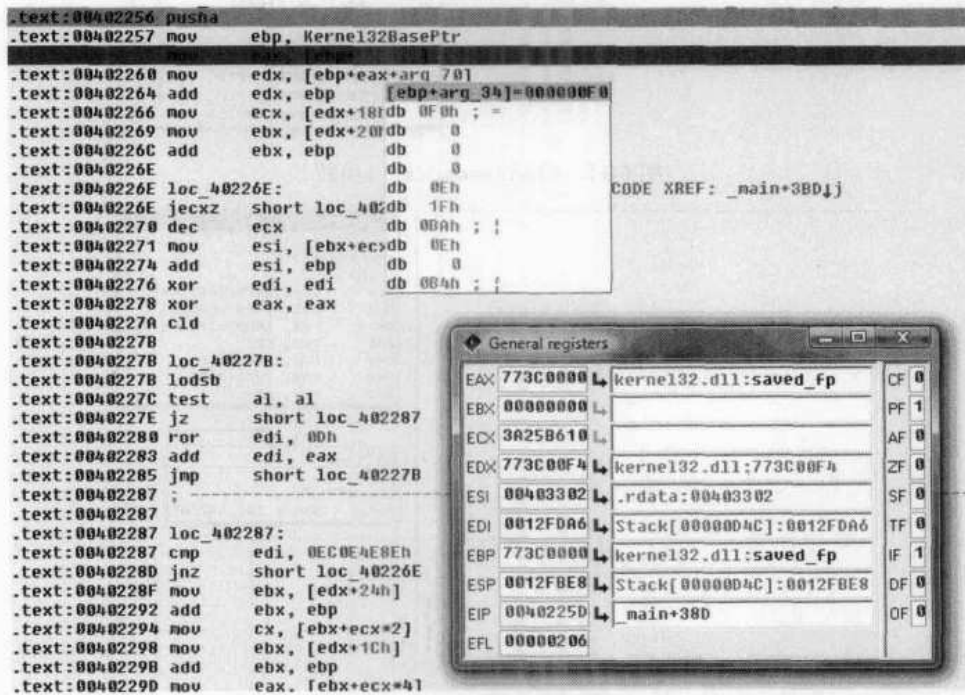 .text:00402256 pusha
.text:00402257 mov ebp, Kernel32BasePtr
mov eax, [ebp+
.text:00402260 mov edx, [ebp+eax+arg_70]
.text:00402264 add edx, ebp
.text:00402266 mov ecx, [edx+18h
.text:00402269 mov ebx, [edx+20h
.text:0040226C add ebx, ebp
.text:0040226E
.text:0040226E loc_40226E: CODE XREF: _main+3BD↓j
.text:0040226E jecxz short loc_402
.text:00402270 dec ecx
.text:00402271 mov esi, [ebx+ecx
.text:00402274 add esi, ebp
.text:00402276 xor edi, edi
.text:00402278 xor eax, eax
.text:0040227A cld
.text:0040227B
.text:0040227B loc_40227B:
.text:0040227B lodsb
.text:0040227C test al, al
.text:0040227E jz short loc_402287
.text:00402280 ror edi, 0Dh
.text:00402283 add edi, eax
.text:00402285 jmp short loc_40227B
.text:00402287 ; ---------------
.text:00402287
.text:00402287 loc_402287:
.text:00402287 cmp edi, 0EC0E4E8Eh
.text:0040228D jnz short loc_40226E
.text:0040228F mov ebx, [edx+24h]
.text:00402292 add ebx, ebp
.text:00402294 mov cx, [ebx+ecx*2]
.text:00402298 mov ebx, [edx+1Ch]
.text:0040229B add ebx, ebp
.text:0040229D mov eax, [ebx+ecx*4]
[ebp+arg_34]=000000F0
db 0F0h ; =
db 0
db 0
db 0
db 0Eh
db 1Fh
db 0BAh ; ¦
db 0Eh
db 0
db 0B4h ; ¦
General registers
EAX 773C0000 kernel32.dll:saved_fp
EBX 00000000
ECX 3A25B610
EDX 773C00F4 kernel32.dll:773C00F4
ESI 00403302 .rdata:00403302
EDI 0012FDA6 Stack[00000D4C]:0012FDA6
EBP 773C0000 kernel32.dll:saved_fp
ESP 0012FBE8 Stack[00000D4C]:0012FBE8
EIP 0040225D _main+38D
EFL 00000206
CF 0
PF 1
AF 0
ZF 0
SF 0
TF 0
IF 1
DF 0
OF 0